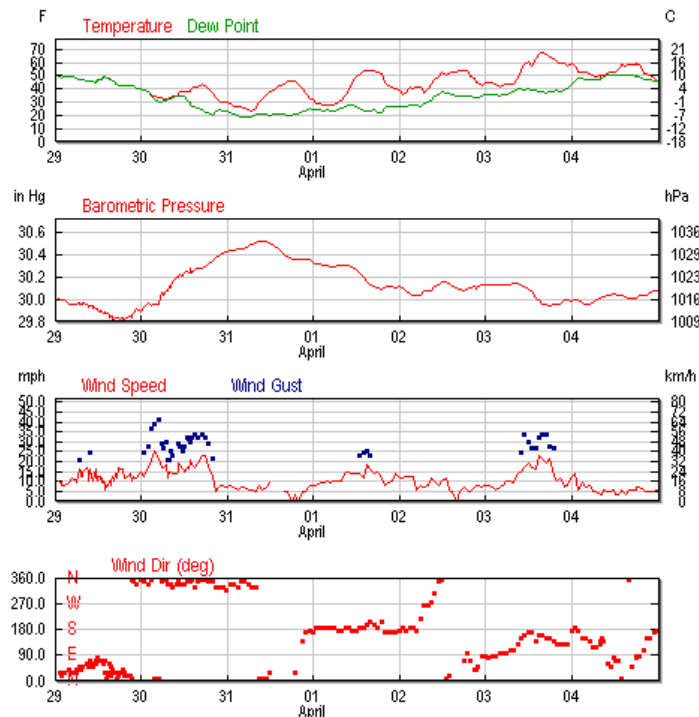 F C
Temperature Dew Point
70 21
60 16
50 10
40 4
30 -1
20 -7
10 -12
0 -18
29 30 31 01 02 03 04
April
in Hg hPa
Barometric Pressure
30.6 1036
30.4 1029
30.2 1023
30.0 1016
29.8 1009
29 30 31 01 02 03 04
April
mph km/h
Wind Speed Wind Gust
50.0 80
45.0 72
40.0 64
35.0 56
30.0 48
25.0 40
20.0 32
15.0 24
10.0 16
5.0 8
0.0 0
29 30 31 01 02 03 04
April
Wind Dir (deg)
360.0 N
270.0 W
180.0 S
90.0 E
0.0 N
29 30 31 01 02 03 04
April